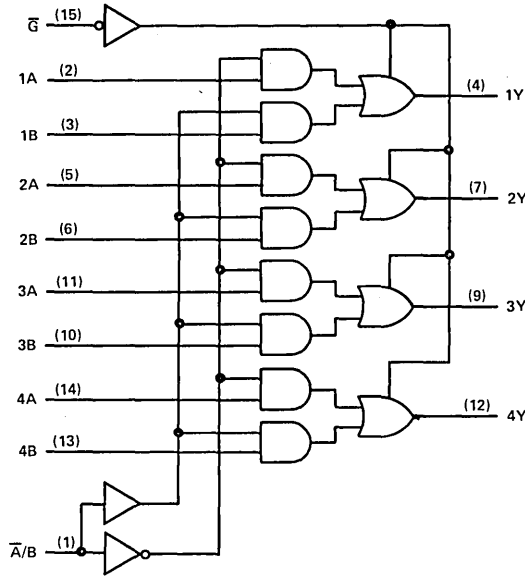 G̅ (15)
1A (2)
(4) 1Y
1B (3)
2A (5)
(7) 2Y
2B (6)
3A (11)
(9) 3Y
3B (10)
4A (14)
(12) 4Y
4B (13)
A̅/B (1)